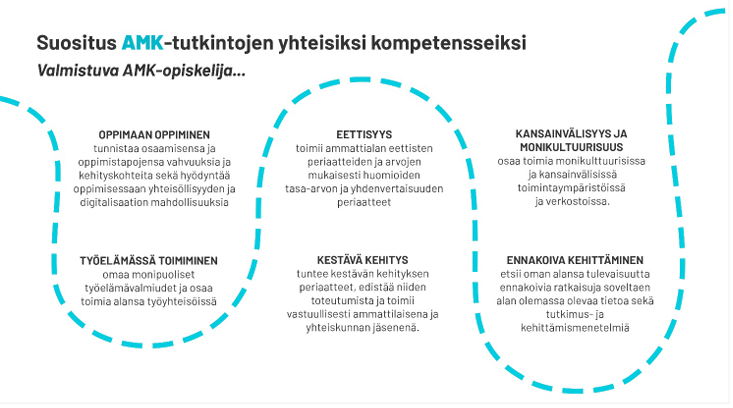 Suositus AMK-tutkintojen yhteisiksi kompetensseiksi
Valmistuva AMK-opiskelija...
OPPIMAAN OPPIMINEN
tunnistaa osaamisensa ja
oppimistapojensa vahvuuksia ja
kehityskohteita sekä hyödyntää
oppimisessaan yhteisöllisyyden ja
digitalisaation mahdollisuuksia
TYÖELÄMÄSSÄ TOIMIMINEN
omaa monipuoliset
työelämävalmiudet ja osaa
toimia alansa työyhteisöissä
EETTISYYS
toimii ammattialan eettisten
periaatteiden ja arvojen
mukaisesti huomioiden
tasa-arvon ja yhdenvertaisuuden
periaatteet
KESTÄVÄ KEHITYS
tuntee kestävän kehityksen
periaatteet, edistää niiden
toteutumista ja toimii
vastuullisesti ammattilaisena ja
yhteiskunnan jäsenenä.
KANSAINVÄLISYYS JA
MONIKULTUURISUUS
osaa toimia monikulttuurisissa
ja kansainvälisissä
toimintaympäristöissä
ja verkostoissa.
ENNAKOIVA KEHITTÄMINEN
etsii oman alansa tulevaisuutta
ennakoivia ratkaisuja soveltaen
alan olemassa olevaa tietoa sekä
tutkimus- ja
kehittämismenetelmiä